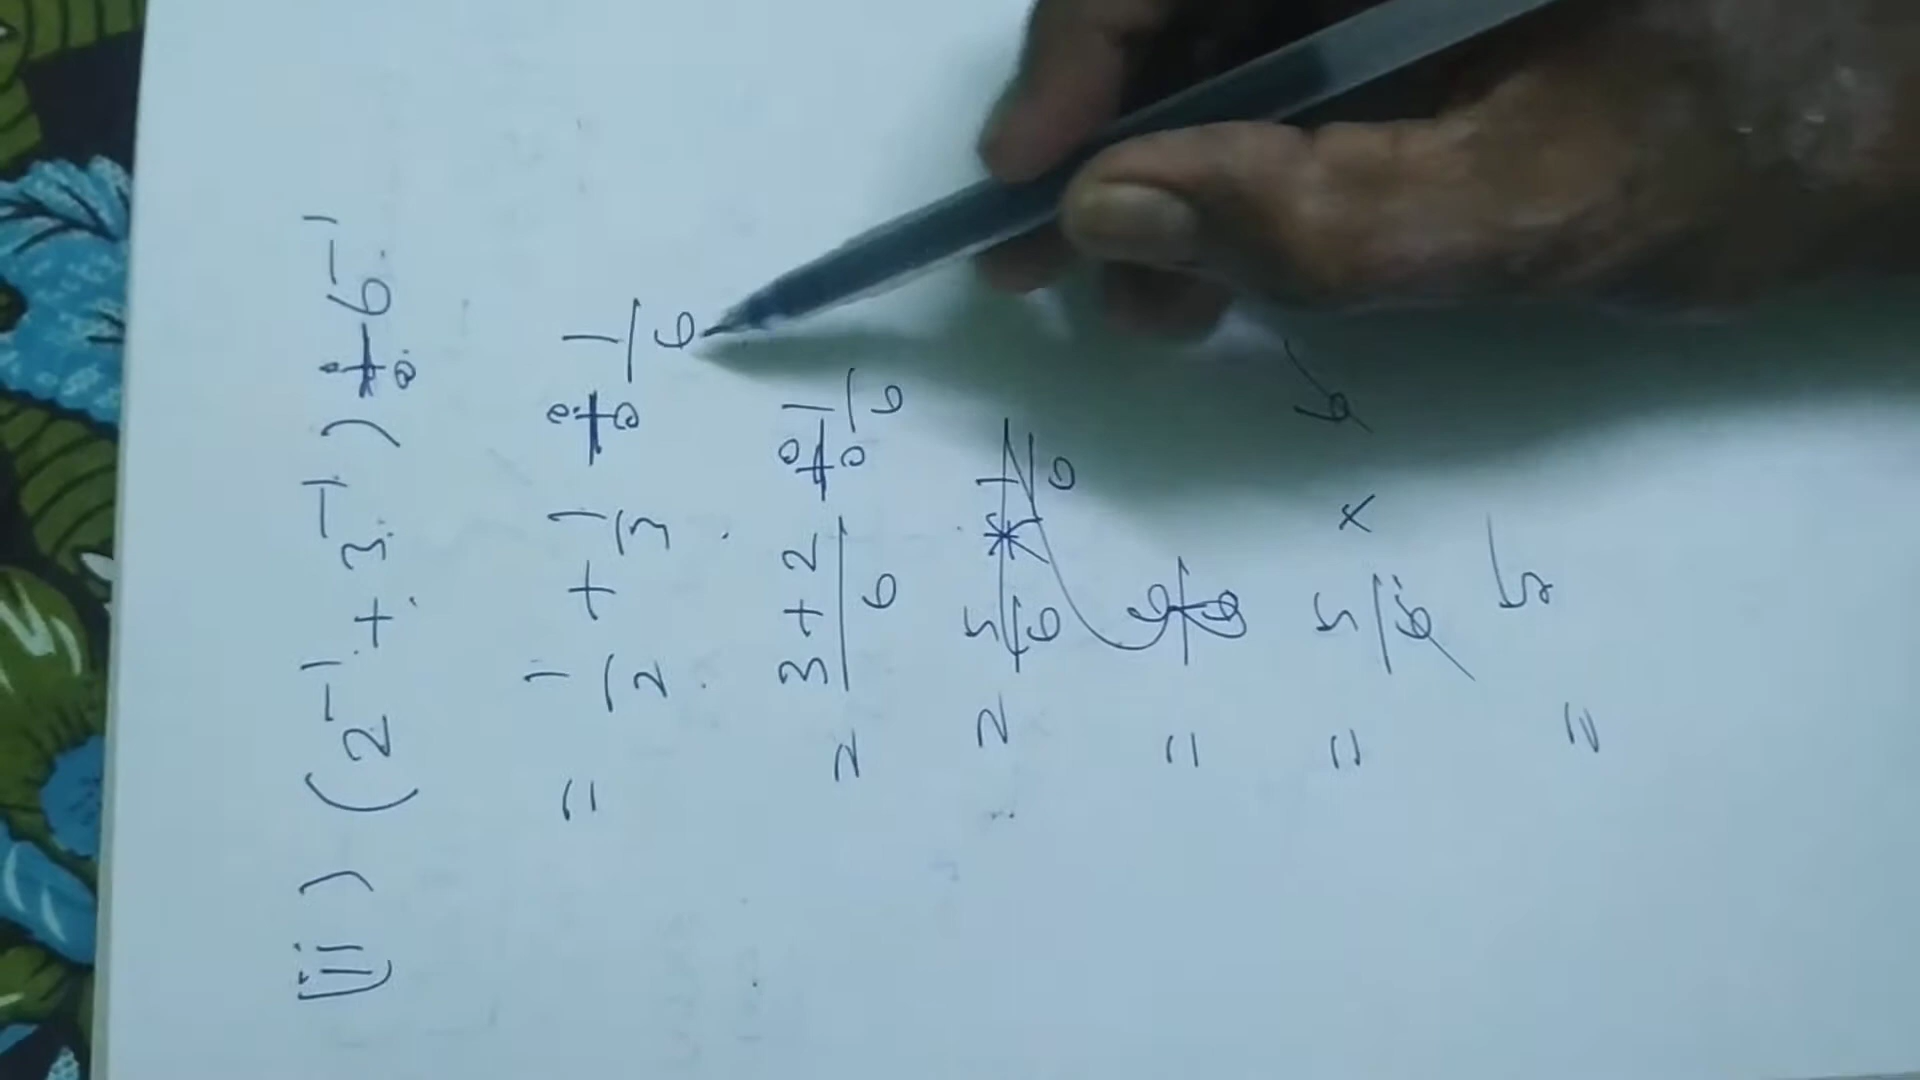 ii) (2⁻¹ + 3⁻¹) ÷ 6⁻¹
= 1/2 + 1/3 ÷ 1/6
= 3+2/6 ÷ 1/6
= 5/6
=
= 5/6 ×
= 5